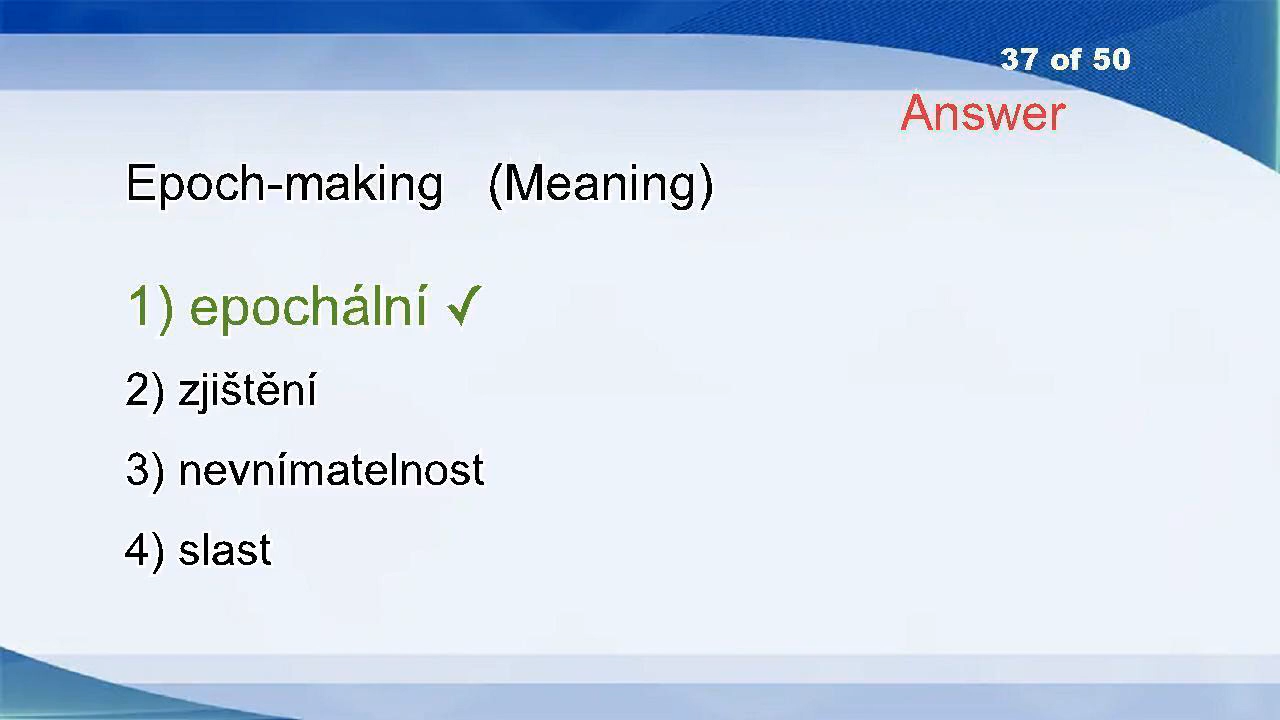 37 of 50
Answer
Epoch-making (Meaning)
1) epochální ✓
2) zjištění
3) nevnímatelnost
4) slast